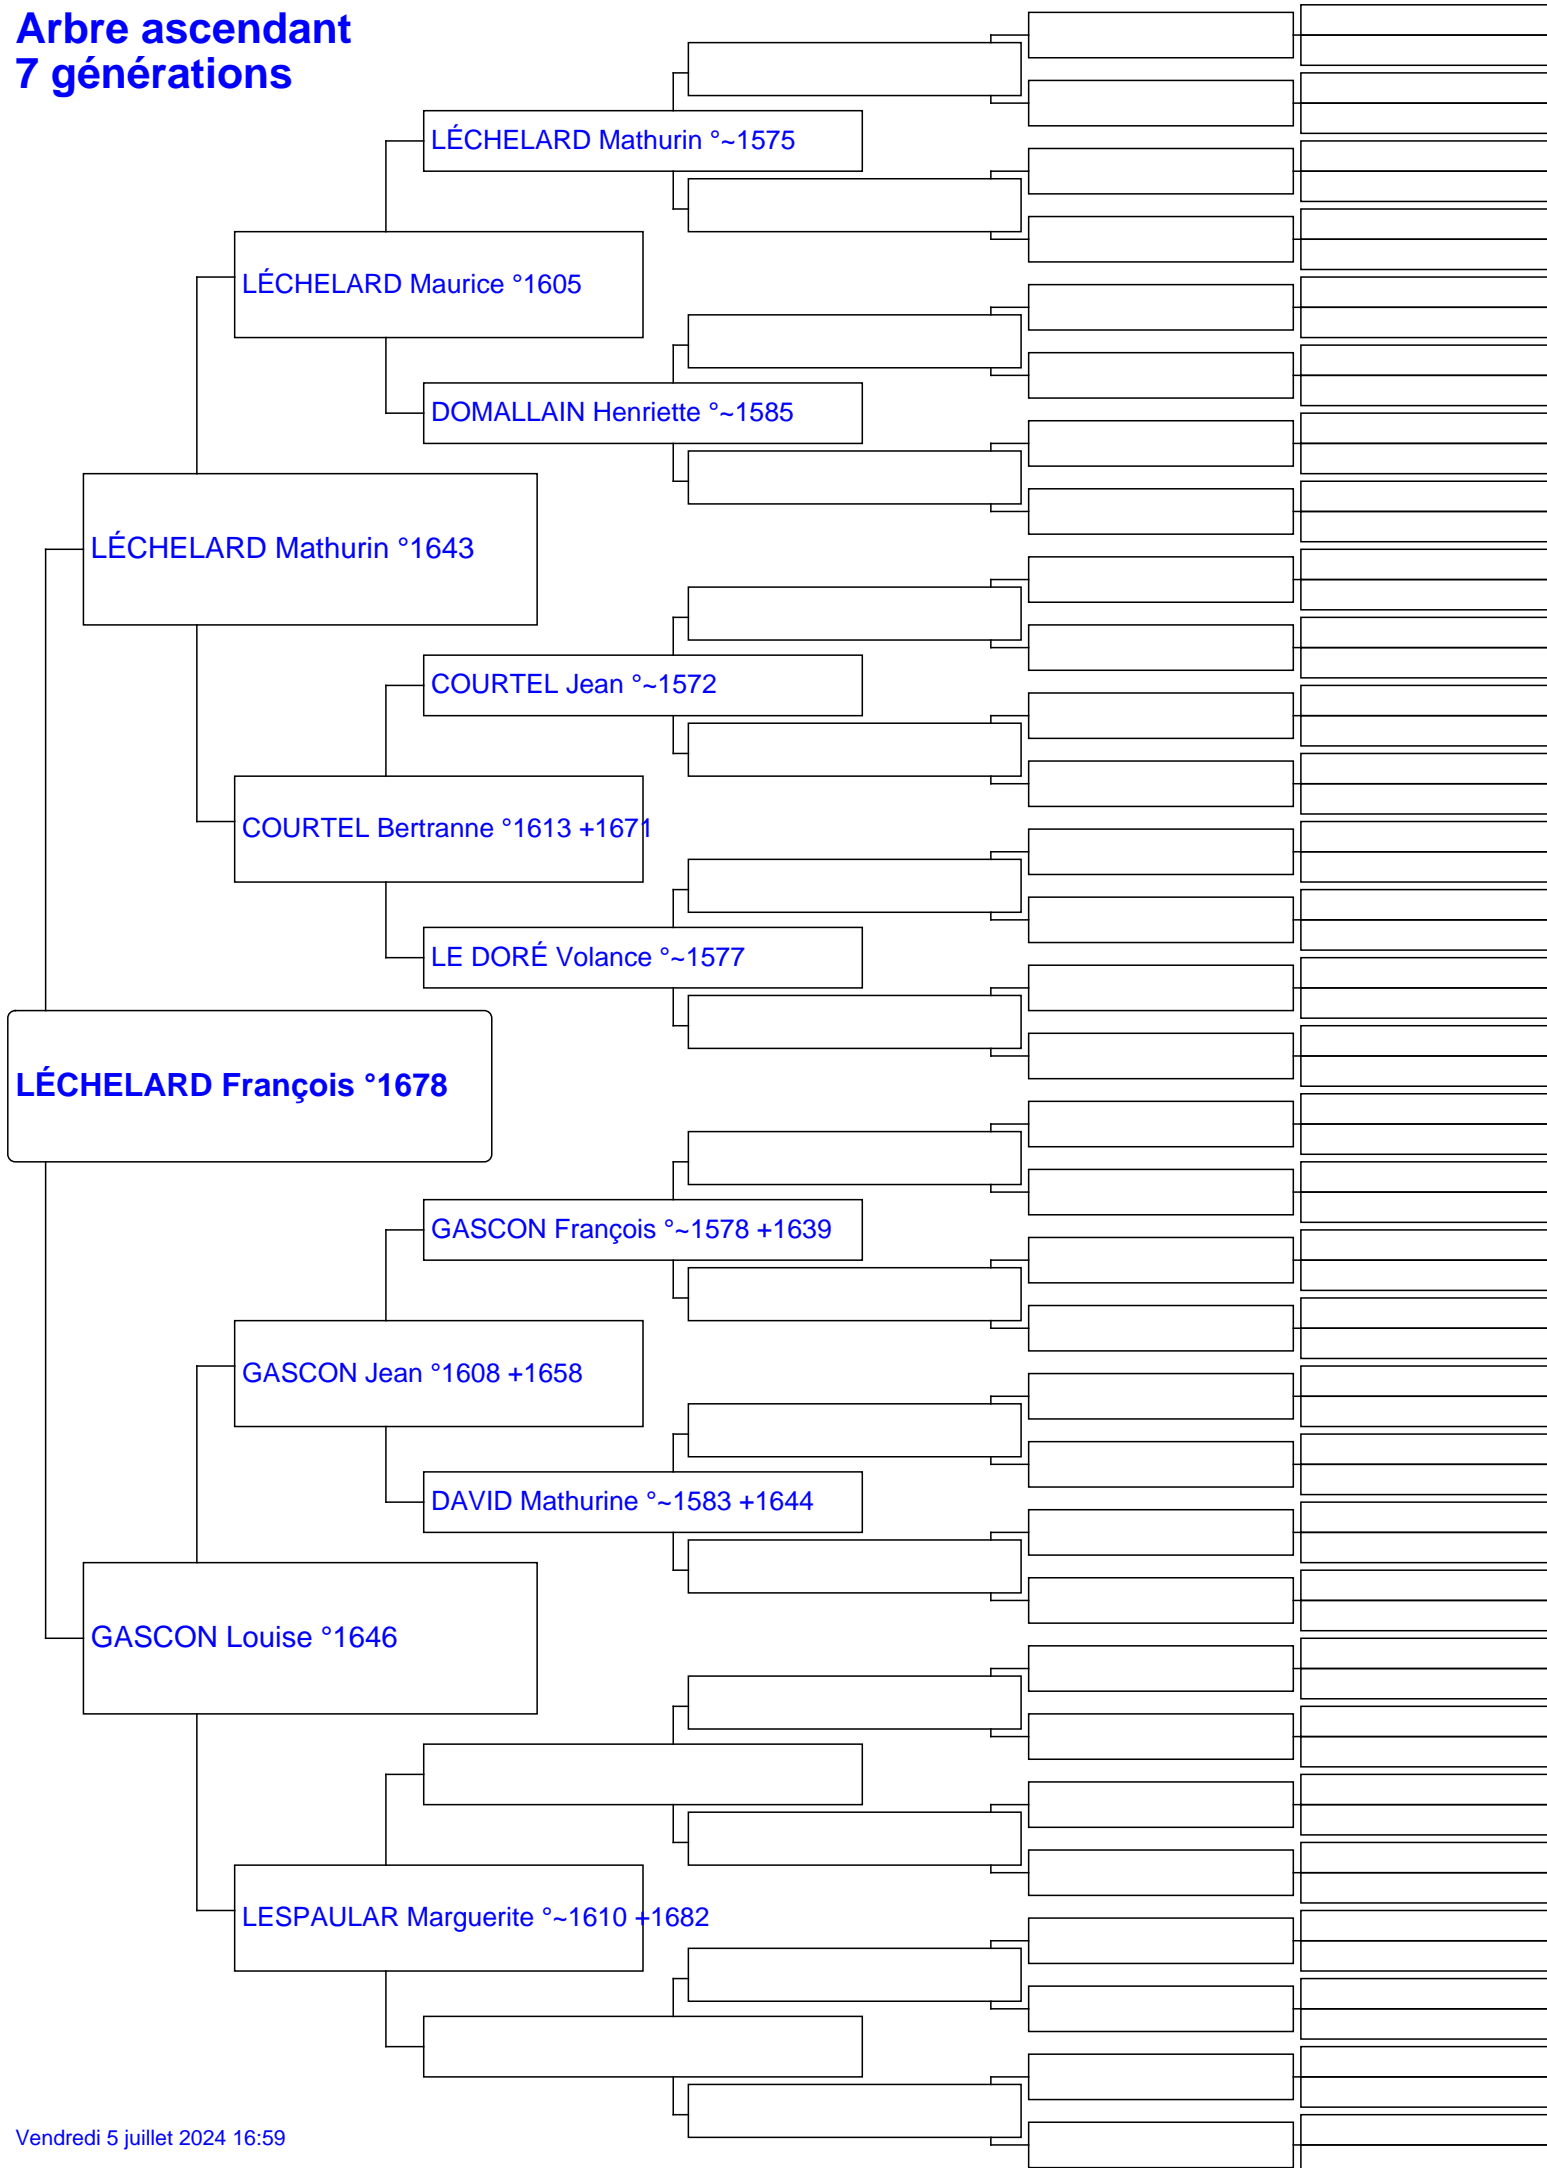 Arbre ascendant
7 générations
LÉCHELARD Mathurin °~1575
LÉCHELARD Maurice °1605
DOMALLAIN Henriette °~1585
LÉCHELARD Mathurin °1643
COURTEL Jean °~1572
COURTEL Bertranne °1613 +1671
LE DORÉ Volance °~1577
LÉCHELARD François °1678
GASCON François °~1578 +1639
GASCON Jean °1608 +1658
DAVID Mathurine °~1583 +1644
GASCON Louise °1646
LESPAULAR Marguerite °~1610 +1682
Vendredi 5 juillet 2024 16:59